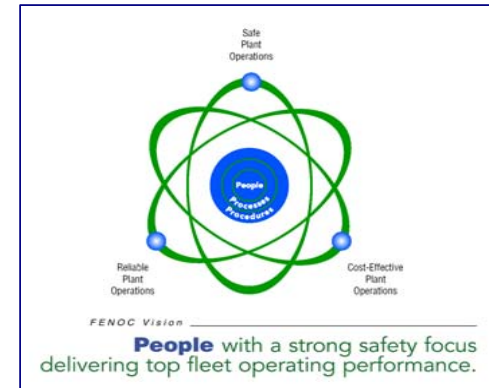 Safe
Plant
Operations
People
Processes
Procedures
Reliable
Plant
Operations
Cost-Effective
Plant
Operations
FENOC Vision
People with a strong safety focus
delivering top fleet operating performance.